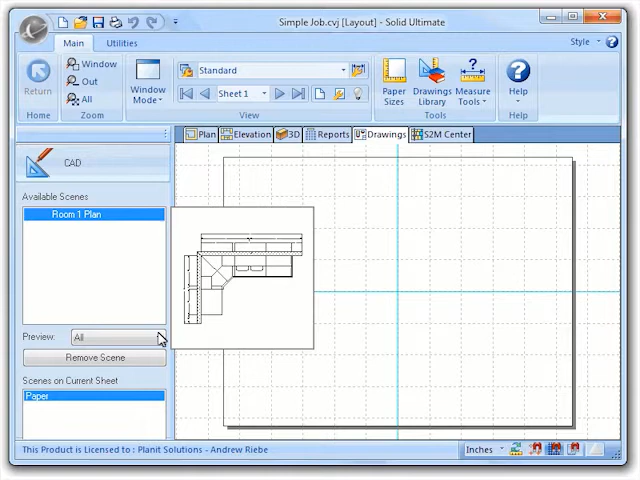 Simple Job.cvj [Layout] - Solid Ultimate
Main Utilities Style
Return
Window
Out
All
Window Mode
Standard
Sheet 1
Paper Sizes
Drawings Library
Measure Tools
Help
Home Zoom View Tools Help
Plan Elevation 3D Reports Drawings S2M Center
CAD
Available Scenes
Room 1 Plan
Preview: All
Remove Scene
Scenes on Current Sheet
Paper
This Product is Licensed to : Planit Solutions - Andrew Riebe
Inches